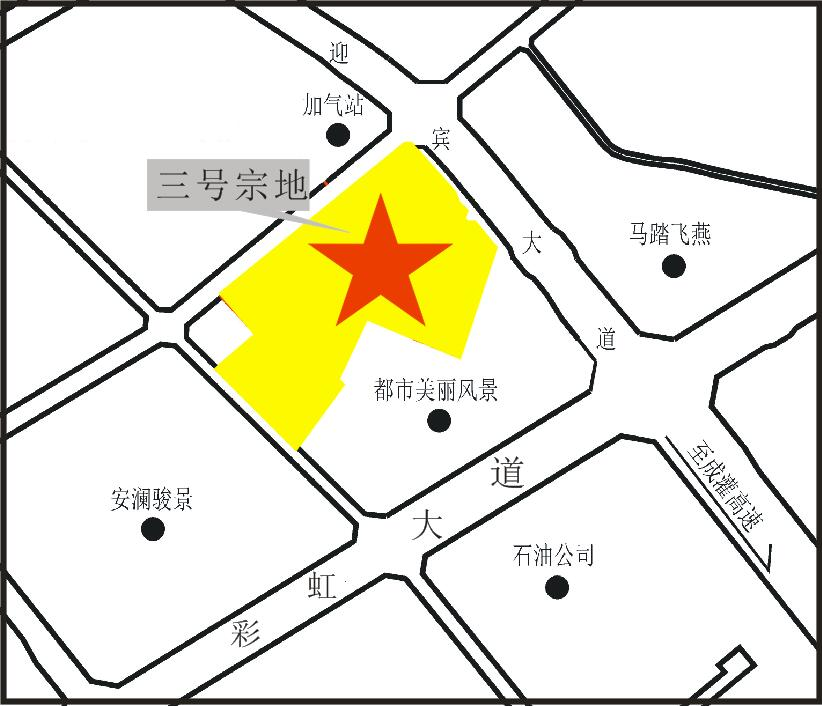 迎宾大道
加气站
三号宗地
马踏飞燕
都市美丽风景
安澜骏景
石油公司
至成灌高速
彩虹大道